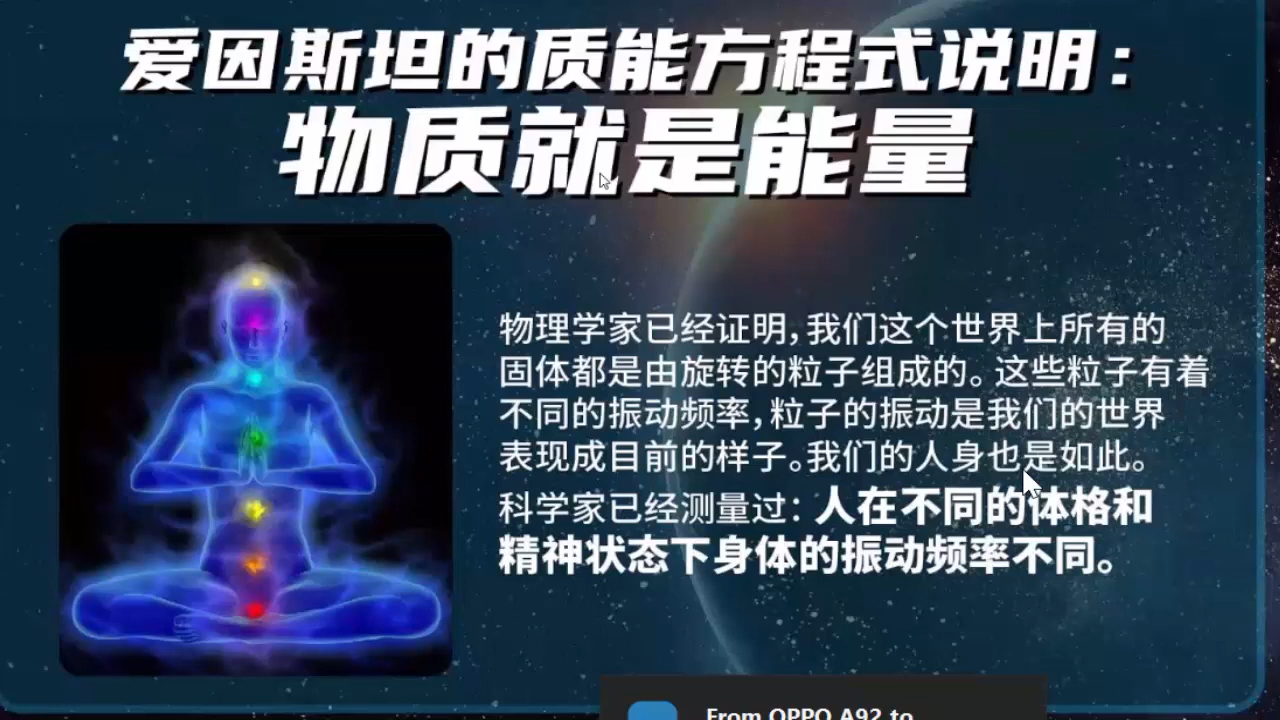 爱因斯坦的质能方程式说明：
物质就是能量
物理学家已经证明，我们这个世界上所有的
固体都是由旋转的粒子组成的。这些粒子有着
不同的振动频率，粒子的振动是我们的世界
表现成目前的样子。我们的人身也是如此。
科学家已经测量过：人在不同的体格和
精神状态下身体的振动频率不同。
From OPPO A92 to